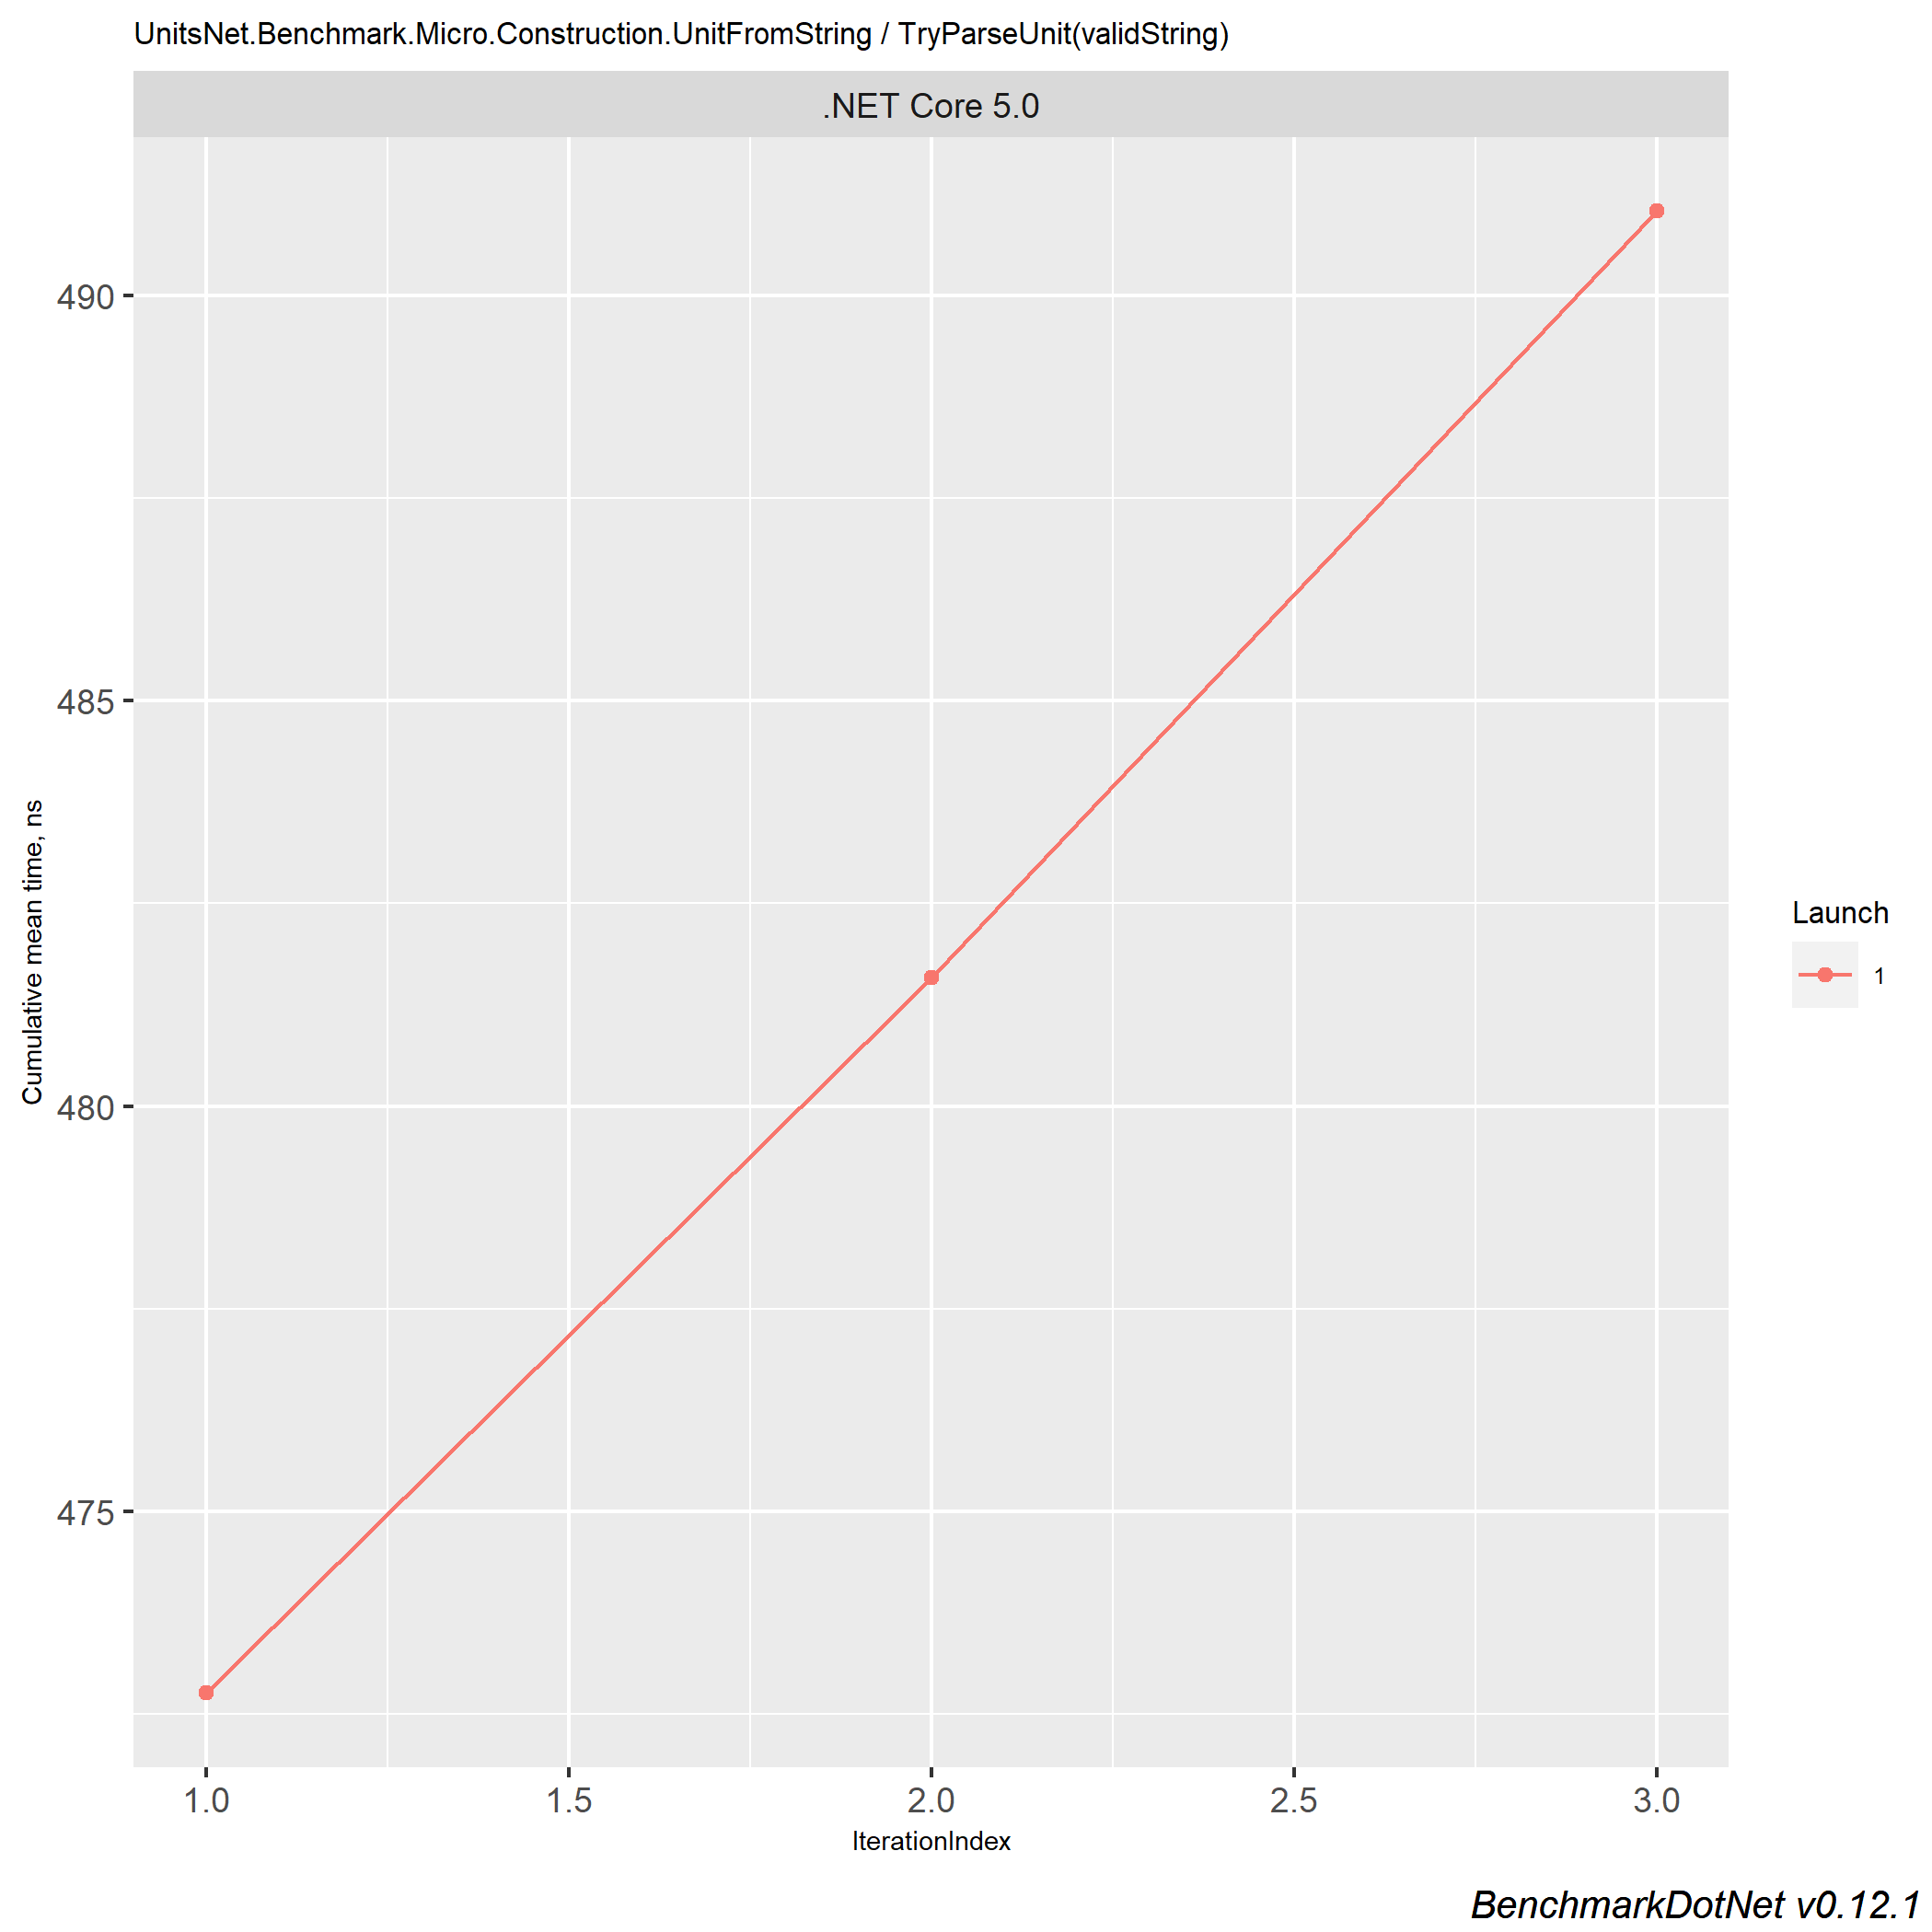 UnitsNet.Benchmark.Micro.Construction.UnitFromString / TryParseUnit(validString)
.NET Core 5.0
490
485
480
475
Cumulative mean time, ns
1.0 1.5 2.0 2.5 3.0
IterationIndex
Launch
1
BenchmarkDotNet v0.12.1